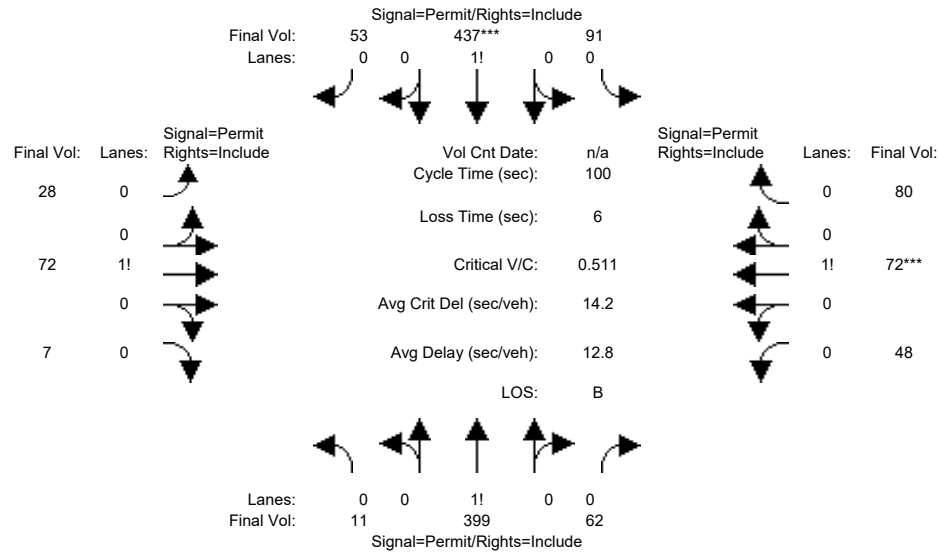 Signal=Permit/Rights=Include
Final Vol: 53 437*** 91
Lanes: 0 0 1! 0 0
Signal=Permit
Final Vol: Lanes: Rights=Include
Vol Cnt Date: n/a
Signal=Permit
Rights=Include Lanes: Final Vol:
Cycle Time (sec): 100
28 0
0 80
Loss Time (sec): 6
0
0
72 1!
Critical V/C: 0.511
1! 72***
0
Avg Crit Del (sec/veh): 14.2
0
7 0
Avg Delay (sec/veh): 12.8
0 48
LOS: B
Lanes: 0 0 1! 0 0
Final Vol: 11 399 62
Signal=Permit/Rights=Include